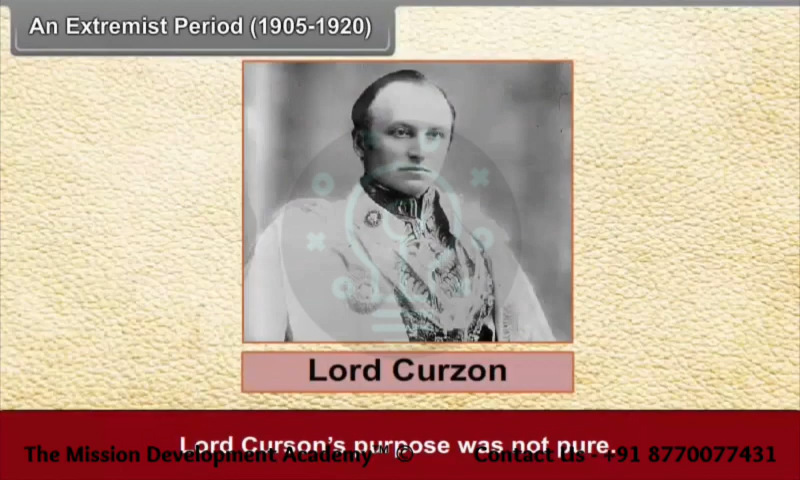 An Extremist Period (1905-1920)
Lord Curzon
Lord Curson's purpose was not pure.
The Mission Development Academy™ © Contact Us - +91 8770077431